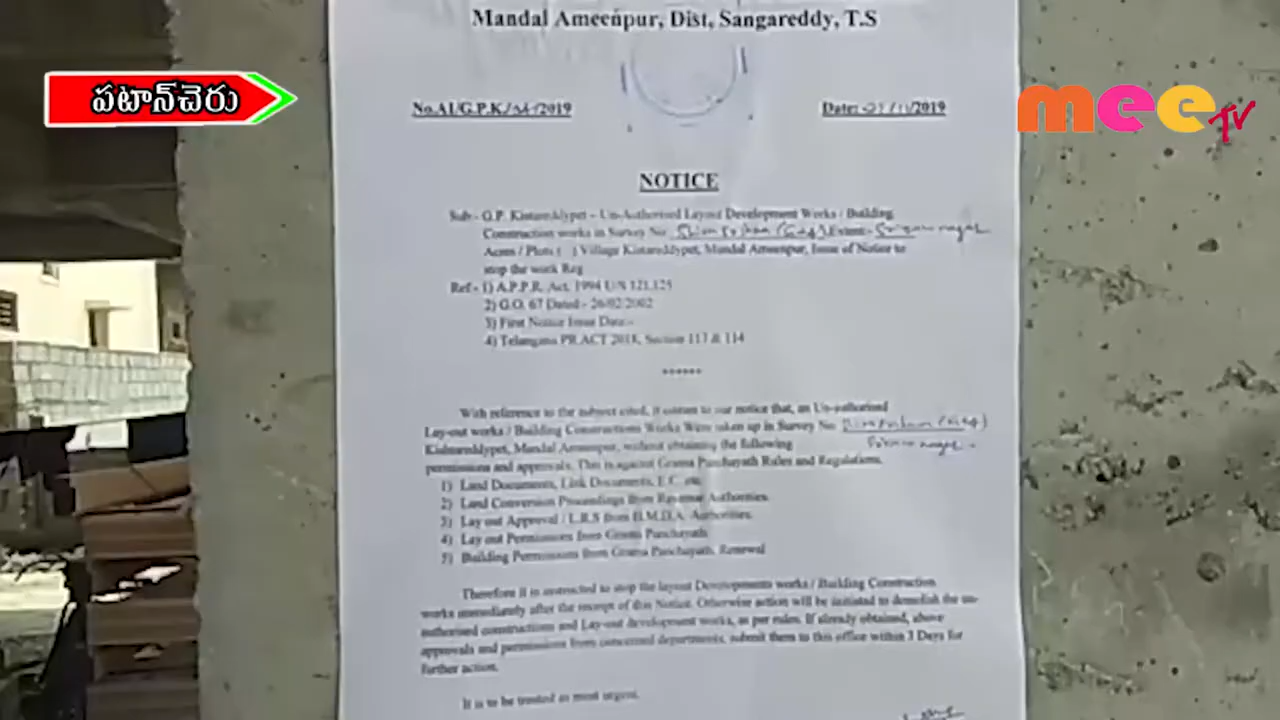 Mandal Ameenpur, Dist, Sangareddy, T.S
పటాన్‌చెరు
mee TV
No.A1/G.P.K/ /2019 Date: /2019
NOTICE
Sub:- G.P. Kistareddypet – Un-Authorised Layout Development Works / Building
Construction works in Survey No. Extent:-
Acres / Plots ( ) Village Kistareddypet, Mandal Ameenpur, Issue of Notice to
stop the work Reg
Ref:- 1) A.P.P.R. Act. 1994 U/S 121,125
2) G.O. 67 Dated:- 26/02/2002
3) First Notice Issue Date:-
4) Telangana PR ACT 2018, Section 113 & 114
******
With reference to the subject cited, it comes to our notice that, an Un-authorised
Lay-out works / Building Constructions Works Were taken up in Survey No.
Kistareddypet, Mandal Ameenpur, without obtaining the following
permissions and approvals. This is against Grama Panchayath Rules and Regulations.
1) Land Documents, Link Documents, E.C. etc
2) Land Conversion Proceedings from Revenue Authorities.
3) Lay out Approval / L.R.S from H.M.D.A. Authorities.
4) Lay out Permissions from Grama Panchayath
5) Building Permissions from Grama Panchayath, Renewal
Therefore it is instructed to stop the layout Developments works / Building Construction
works immediately after the receipt of this Notice. Otherwise action will be initiated to demolish the un-
authorised constructions and Lay-out development works, as per rules. If already obtained, above
approvals and permissions from concerned departments, submit them to this office within 3 Days for
further action.
It is to be treated as most urgent.